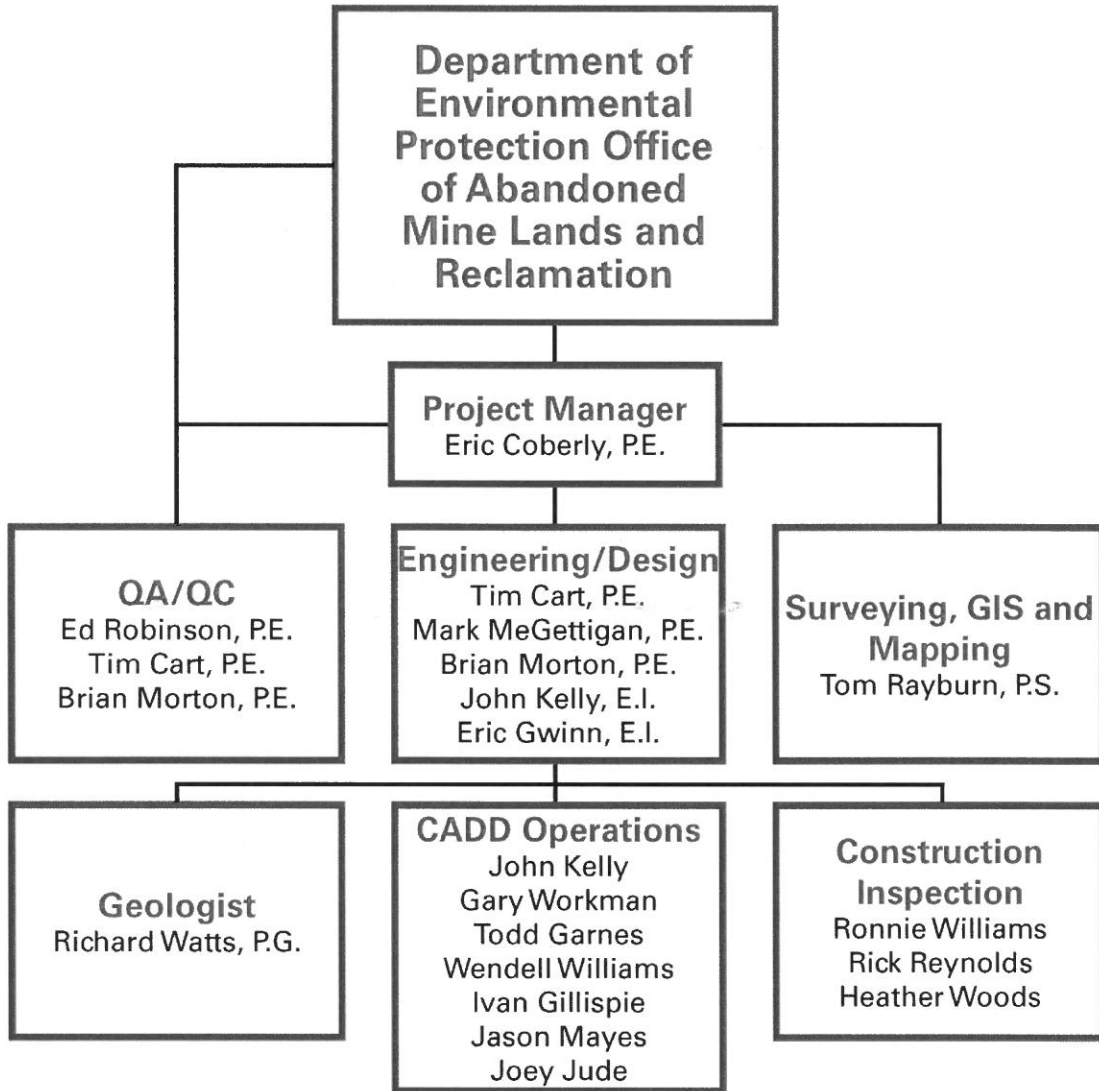 Department of
Environmental
Protection Office
of Abandoned
Mine Lands and
Reclamation
Project Manager
Eric Coberly, P.E.
QA/QC
Ed Robinson, P.E.
Tim Cart, P.E.
Brian Morton, P.E.
Engineering/Design
Tim Cart, P.E.
Mark MeGettigan, P.E.
Brian Morton, P.E.
John Kelly, E.I.
Eric Gwinn, E.I.
Surveying, GIS and
Mapping
Tom Rayburn, P.S.
Geologist
Richard Watts, P.G.
CADD Operations
John Kelly
Gary Workman
Todd Garnes
Wendell Williams
Ivan Gillispie
Jason Mayes
Joey Jude
Construction
Inspection
Ronnie Williams
Rick Reynolds
Heather Woods